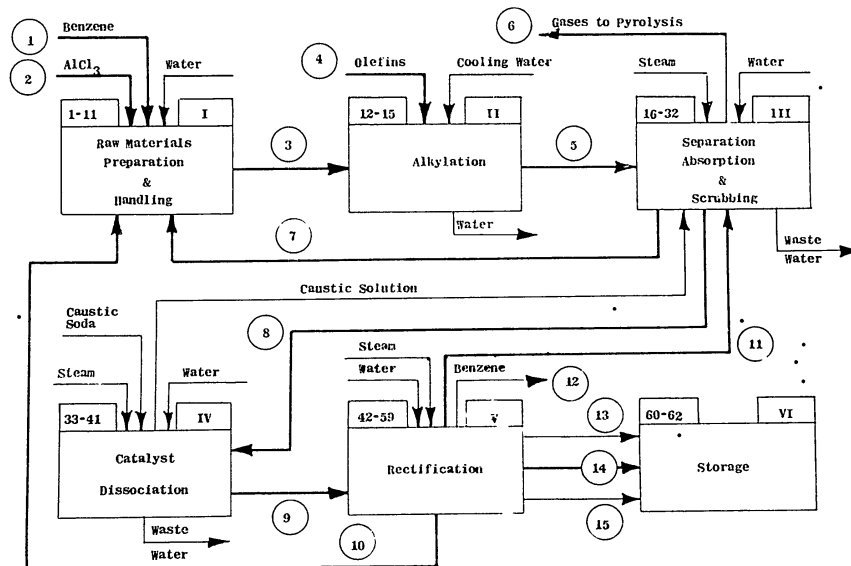 1
Benzene
2
AlCl3
Water
1-11
I
Raw Materials
Preparation
&
Handling
3
4
Olefins
Cooling Water
12-15
II
Alkylation
Water
5
6
Gases to Pyrolysis
Steam
Water
16-32
III
Separation
Absorption
&
Scrubbing
Waste
Water
7
Caustic Solution
8
Caustic
Soda
Steam
Water
33-41
IV
Catalyst
Dissociation
Waste
Water
9
10
Steam
Water
Benzene
12
42-59
V
Rectification
11
13
14
15
60-62
VI
Storage